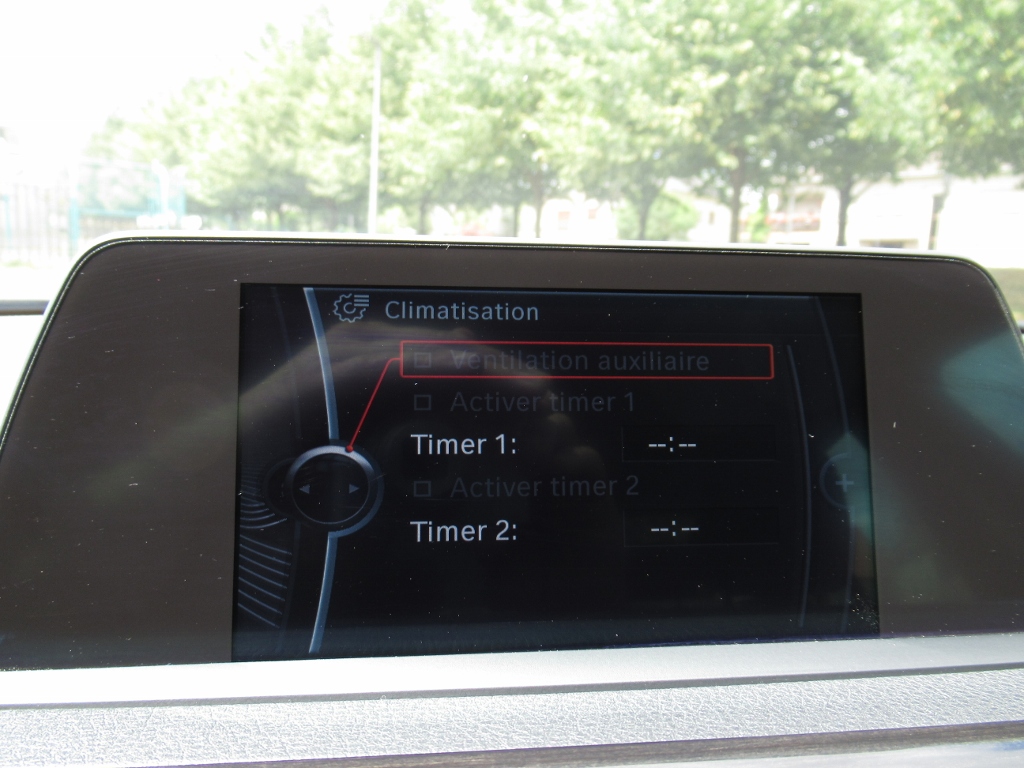 Climatisation
Ventilation auxiliaire
Activer timer 1
Timer 1: --:--
Activer timer 2
Timer 2: --:--